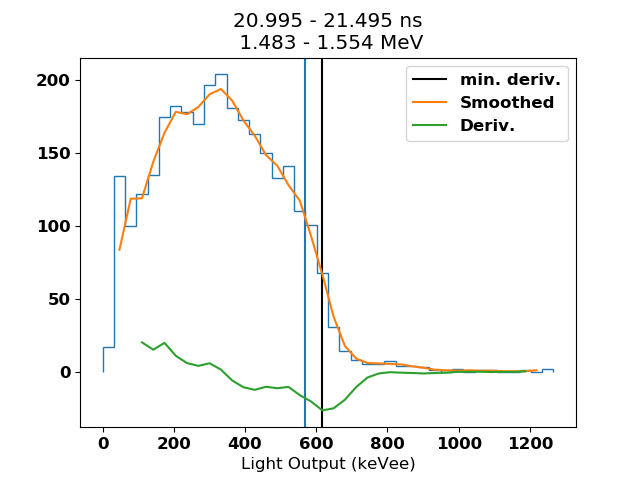 20.995 - 21.495 ns
1.483 - 1.554 MeV
min. deriv.
Smoothed
Deriv.
200
150
100
50
0
0 200 400 600 800 1000 1200
Light Output (keVee)